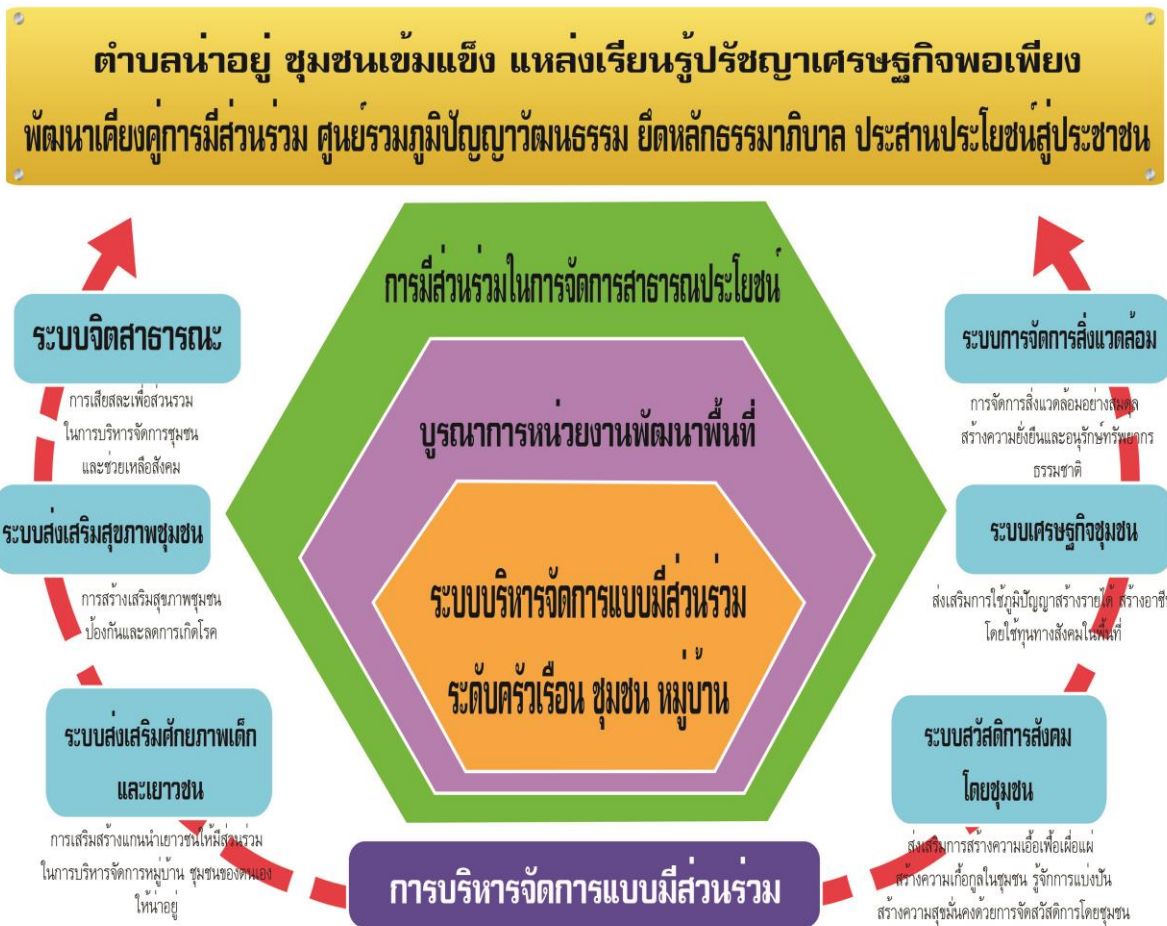 ตำบลน่าอยู่ ชุมชนเข้มแข็ง แหล่งเรียนรู้ปรัชญาเศรษฐกิจพอเพียง
พัฒนาเคียงคู่การมีส่วนร่วม ศูนย์รวมภูมิปัญญาวัฒนธรรม ยึดหลักธรรมาภิบาล ประสานประโยชน์สู่ประชาชน
การมีส่วนร่วมในการจัดการสาธารณประโยชน์
บูรณาการหน่วยงานพัฒนาพื้นที่
ระบบบริหารจัดการแบบมีส่วนร่วม
ระดับครัวเรือน ชุมชน หมู่บ้าน
ระบบจิตสาธารณะ
การเสียสละเพื่อส่วนรวม
ในการบริหารจัดการชุมชน
และช่วยเหลือสังคม
ระบบส่งเสริมสุขภาพชุมชน
การสร้างเสริมสุขภาพชุมชน
ป้องกันและลดการเกิดโรค
ระบบส่งเสริมศักยภาพเด็ก
และเยาวชน
การเสริมสร้างแกนนำเยาวชนให้มีส่วนร่วม
ในการบริหารจัดการหมู่บ้าน ชุมชนของตนเอง
ให้น่าอยู่
การบริหารจัดการแบบมีส่วนร่วม
ระบบการจัดการสิ่งแวดล้อม
การจัดการสิ่งแวดล้อมอย่างสมดุล
สร้างความยั่งยืนและอนุรักษ์ทรัพยากร
ธรรมชาติ
ระบบเศรษฐกิจชุมชน
ส่งเสริมการใช้ภูมิปัญญาสร้างรายได้ สร้างอาชีพ
โดยใช้ทุนทางสังคมในพื้นที่
ระบบสวัสดิการสังคม
โดยชุมชน
ส่งเสริมการสร้างความเอื้อเฟื้อเผื่อแผ่
สร้างความเกื้อกูลในชุมชน รู้จักการแบ่งปัน
สร้างความสุขมั่นคงด้วยการจัดสวัสดิการโดยชุมชน